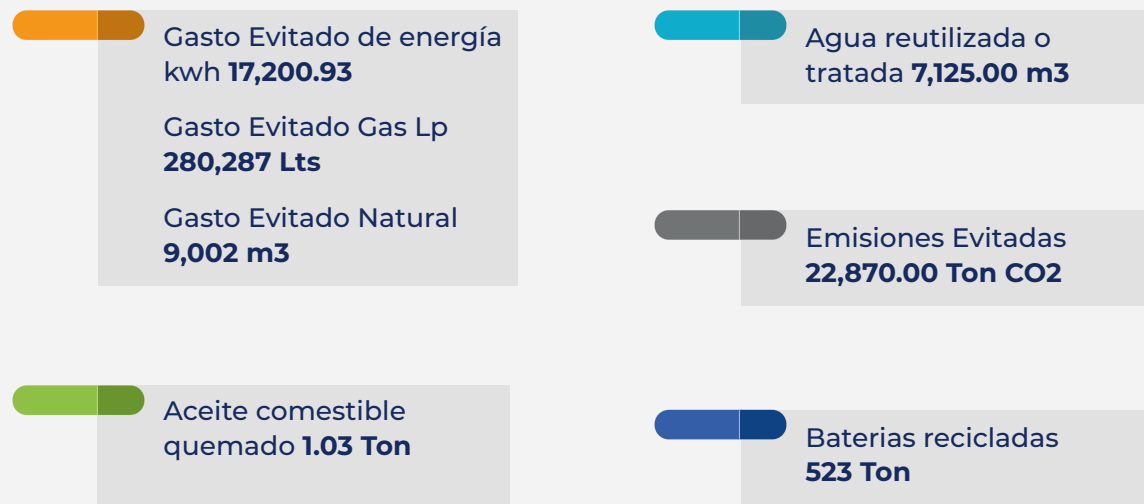 Gasto Evitado de energía
kwh 17,200.93
Gasto Evitado Gas Lp
280,287 Lts
Gasto Evitado Natural
9,002 m3
Aceite comestible
quemado 1.03 Ton
Agua reutilizada o
tratada 7,125.00 m3
Emisiones Evitadas
22,870.00 Ton CO2
Baterias recicladas
523 Ton